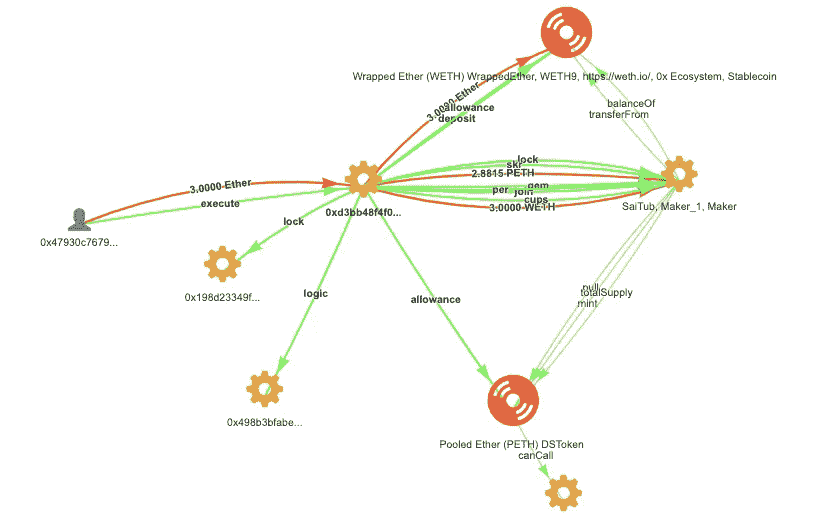 Wrapped Ether (WETH) WrappedEther, WETH9, https://weth.io/, 0x Ecosystem, Stablecoin
3.0000 Ether
allowance
deposit
balanceOf
transferFrom
lock
skr
2.8815 PETH
gem
per
join
cups
3.0000 WETH
SaiTub, Maker_1, Maker
3.0000 Ether
execute
0x47930c7679...
0xd3bb48f4f0...
lock
0x198d23349f...
logic
allowance
null
totalSupply
mint
0x498b3bfabe...
Pooled Ether (PETH) DSToken
canCall